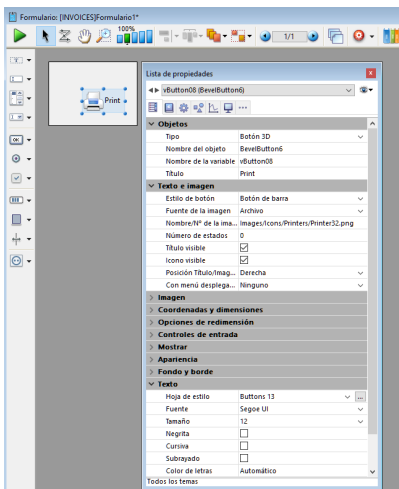 Formulario: [INVOICES]Formulario1*
100%
1/1
Print
Lista de propiedades
vButton08 (BevelButton6)
Objetos
Tipo Botón 3D
Nombre del objeto BevelButton6
Nombre de la variable vButton08
Título Print
Texto e imagen
Estilo de botón Botón de barra
Fuente de la imagen Archivo
Nombre/Nº de la ima... Images/Icons/Printers/Printer32.png
Número de estados 0
Título visible
Icono visible
Posición Título/Imag... Derecha
Con menú desplega... Ninguno
Imagen
Coordenadas y dimensiones
Opciones de redimensión
Controles de entrada
Mostrar
Apariencia
Fondo y borde
Texto
Hoja de estilo Buttons 13 ...
Fuente Segoe UI
Tamaño 12
Negrita
Cursiva
Subrayado
Color de letras Automático
Todos los temas